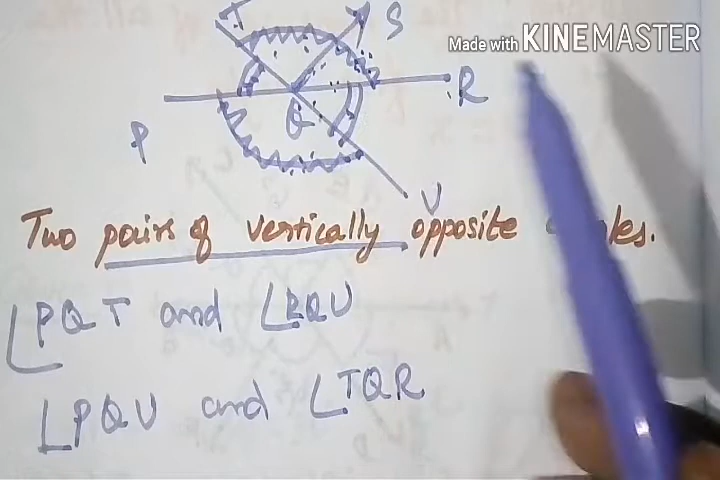 Made with KINEMASTER
T
S
R
P
Q
U
Two pairs of vertically opposite
∠PQT and ∠RQU
∠PQU and ∠TQR